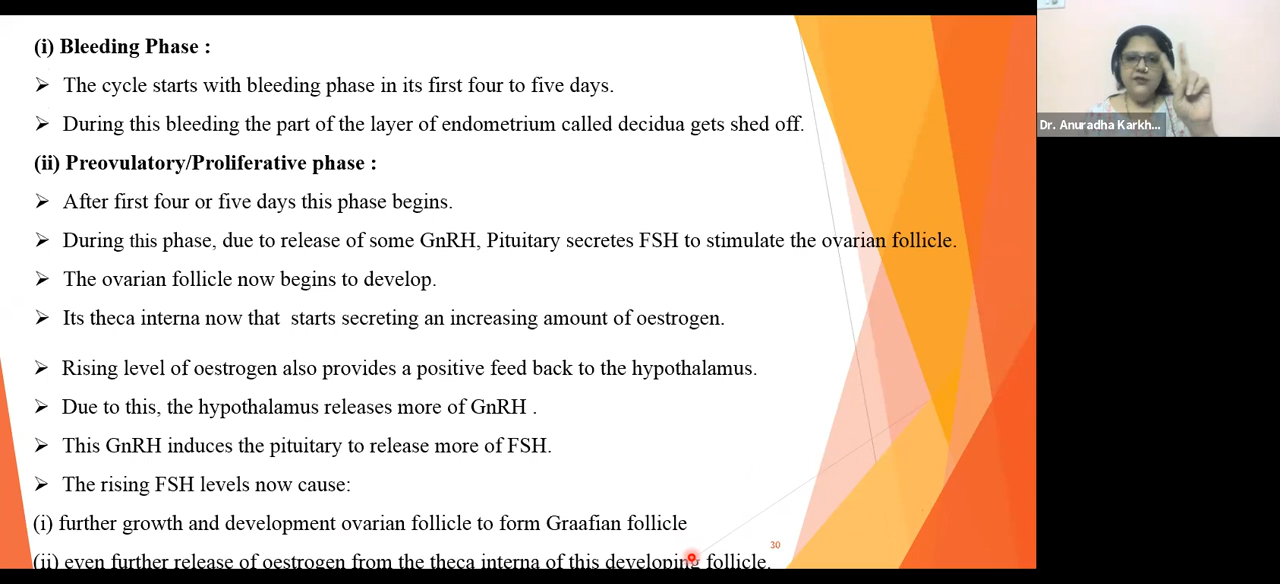 (i) Bleeding Phase :
➢ The cycle starts with bleeding phase in its first four to five days.
➢ During this bleeding the part of the layer of endometrium called decidua gets shed off.
(ii) Preovulatory/Proliferative phase :
➢ After first four or five days this phase begins.
➢ During this phase, due to release of some GnRH, Pituitary secretes FSH to stimulate the ovarian follicle.
➢ The ovarian follicle now begins to develop.
➢ Its theca interna now that starts secreting an increasing amount of oestrogen.
➢ Rising level of oestrogen also provides a positive feed back to the hypothalamus.
➢ Due to this, the hypothalamus releases more of GnRH .
➢ This GnRH induces the pituitary to release more of FSH.
➢ The rising FSH levels now cause:
(i) further growth and development ovarian follicle to form Graafian follicle
(ii) even further release of oestrogen from the theca interna of this developing follicle.
30
Dr. Anuradha Karkh...